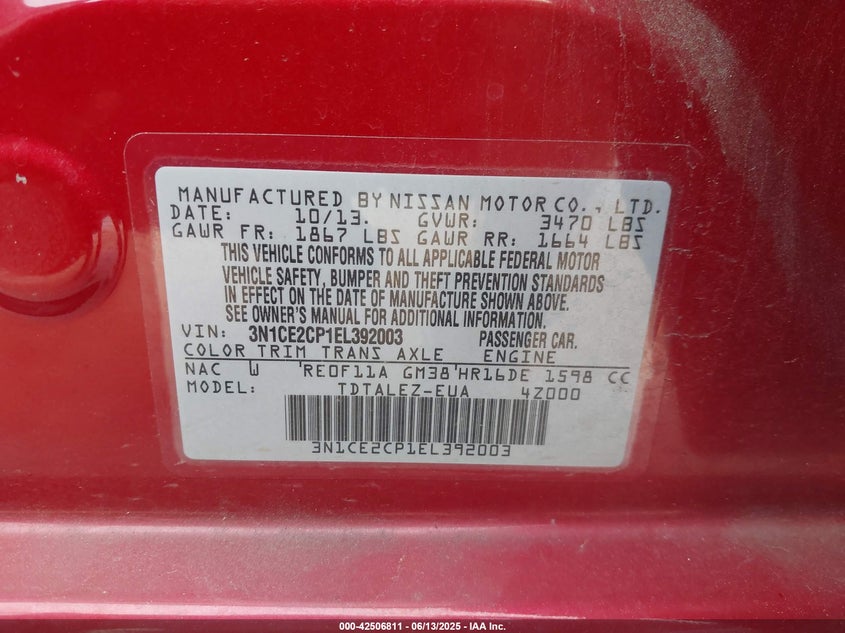 MANUFACTURED BY NISSAN MOTOR CO., LTD.
DATE: 10/13. GVWR: 3470 LBS
GAWR FR: 1867 LBS GAWR RR: 1664 LBS
THIS VEHICLE CONFORMS TO ALL APPLICABLE FEDERAL MOTOR
VEHICLE SAFETY, BUMPER AND THEFT PREVENTION STANDARDS
IN EFFECT ON THE DATE OF MANUFACTURE SHOWN ABOVE.
SEE OWNER'S MANUAL FOR ADDITIONAL INFORMATION.
VIN: 3N1CE2CP1EL392003 PASSENGER CAR.
COLOR TRIM TRANS AXLE ENGINE
NAC W 'RE0F11A GM38'HR16DE 1598 CC
MODEL: TDTALEZ-EUA 4Z000
3N1CE2CP1EL392003
000-42506811 - 06/13/2025 - IAA Inc.